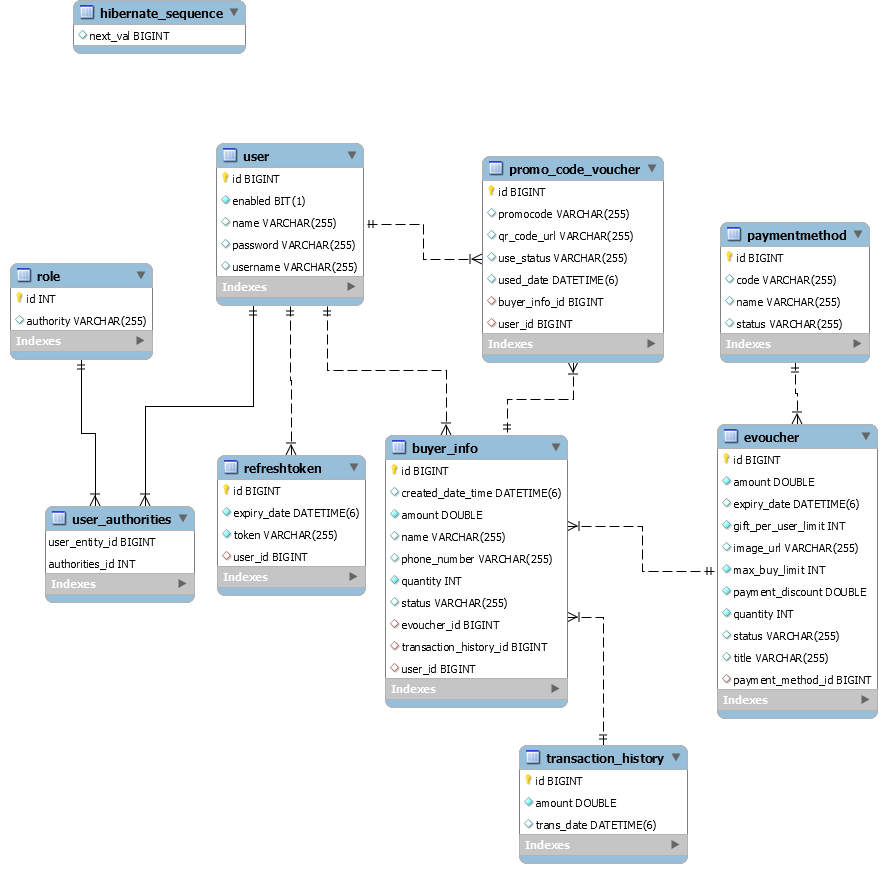 hibernate_sequence
next_val BIGINT
user
id BIGINT
enabled BIT(1)
name VARCHAR(255)
password VARCHAR(255)
username VARCHAR(255)
Indexes
promo_code_voucher
id BIGINT
promocode VARCHAR(255)
qr_code_url VARCHAR(255)
use_status VARCHAR(255)
used_date DATETIME(6)
buyer_info_id BIGINT
user_id BIGINT
Indexes
paymentmethod
id BIGINT
code VARCHAR(255)
name VARCHAR(255)
status VARCHAR(255)
Indexes
role
id INT
authority VARCHAR(255)
Indexes
user_authorities
user_entity_id BIGINT
authorities_id INT
Indexes
refreshtoken
id BIGINT
expiry_date DATETIME(6)
token VARCHAR(255)
user_id BIGINT
Indexes
buyer_info
id BIGINT
created_date_time DATETIME(6)
amount DOUBLE
name VARCHAR(255)
phone_number VARCHAR(255)
quantity INT
status VARCHAR(255)
evoucher_id BIGINT
transaction_history_id BIGINT
user_id BIGINT
Indexes
evoucher
id BIGINT
amount DOUBLE
expiry_date DATETIME(6)
gift_per_user_limit INT
image_url VARCHAR(255)
max_buy_limit INT
payment_discount DOUBLE
quantity INT
status VARCHAR(255)
title VARCHAR(255)
payment_method_id BIGINT
Indexes
transaction_history
id BIGINT
amount DOUBLE
trans_date DATETIME(6)
Indexes